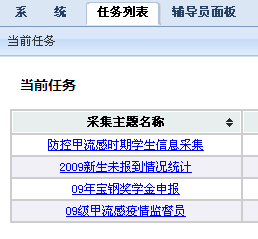 系 统 任务列表 辅导员面板
当前任务
当前任务
采集主题名称
防控甲流感时期学生信息采集
2009新生未报到情况统计
09年宝钢奖学金申报
09级甲流感疫情监督员